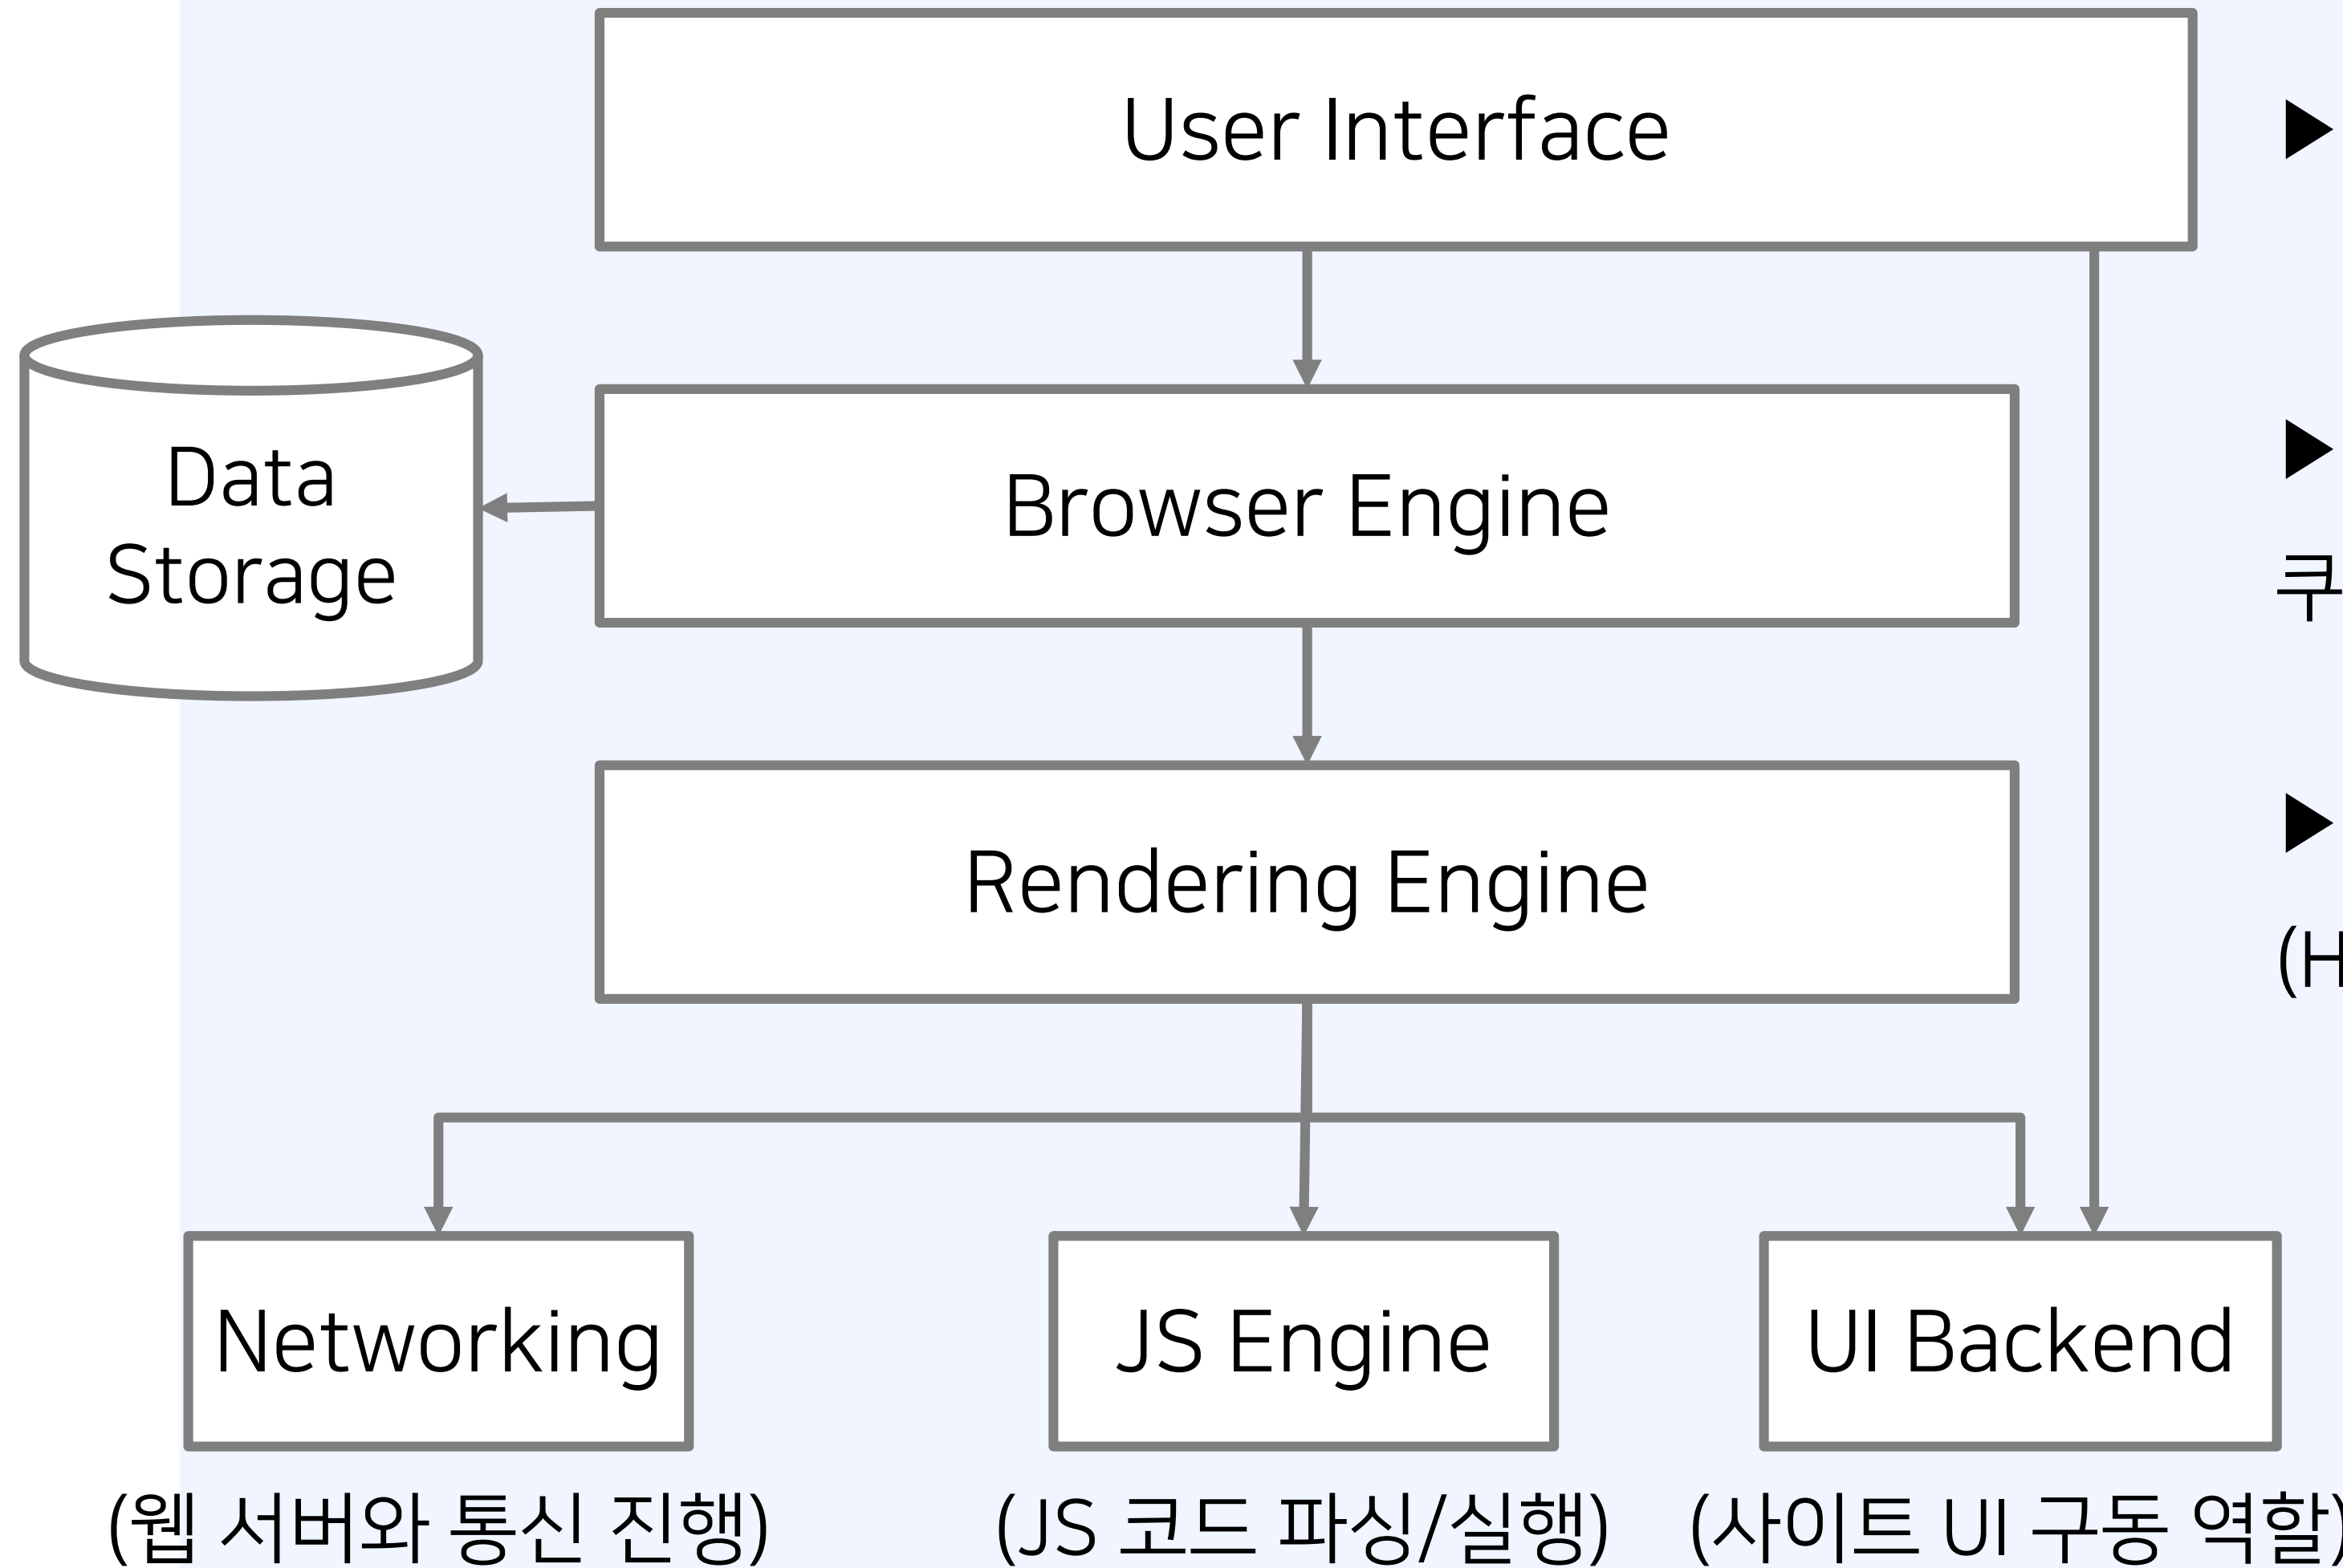 User Interface
▶
Data
Storage
Browser Engine
▶
쿠
Rendering Engine
▶
(H
Networking
JS Engine
UI Backend
(웹 서버와 통신 진행)
(JS 코드 파싱/실행)
(사이트 UI 구동 역할)